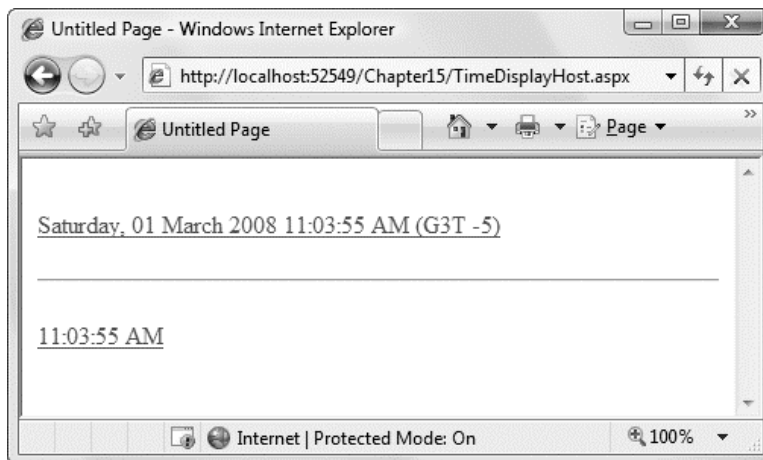 Untitled Page - Windows Internet Explorer
http://localhost:52549/Chapter15/TimeDisplayHost.aspx
Untitled Page
Page
Saturday, 01 March 2008 11:03:55 AM (G3T -5)
11:03:55 AM
Internet | Protected Mode: On
100%